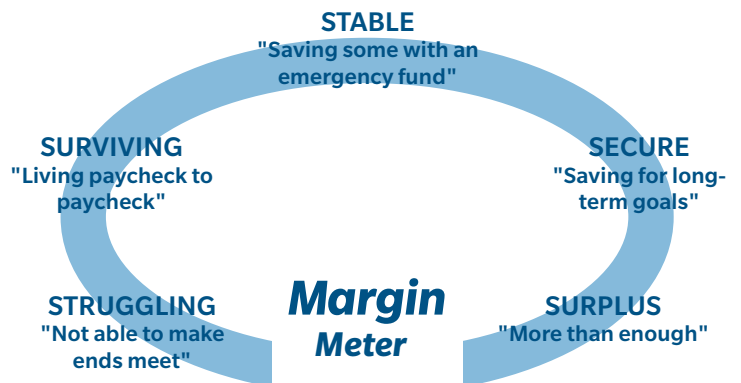 STABLE
"Saving some with an
emergency fund"
SURVIVING
"Living paycheck to
paycheck"
SECURE
"Saving for long-
term goals"
STRUGGLING
"Not able to make
ends meet"
Margin
Meter
SURPLUS
"More than enough"